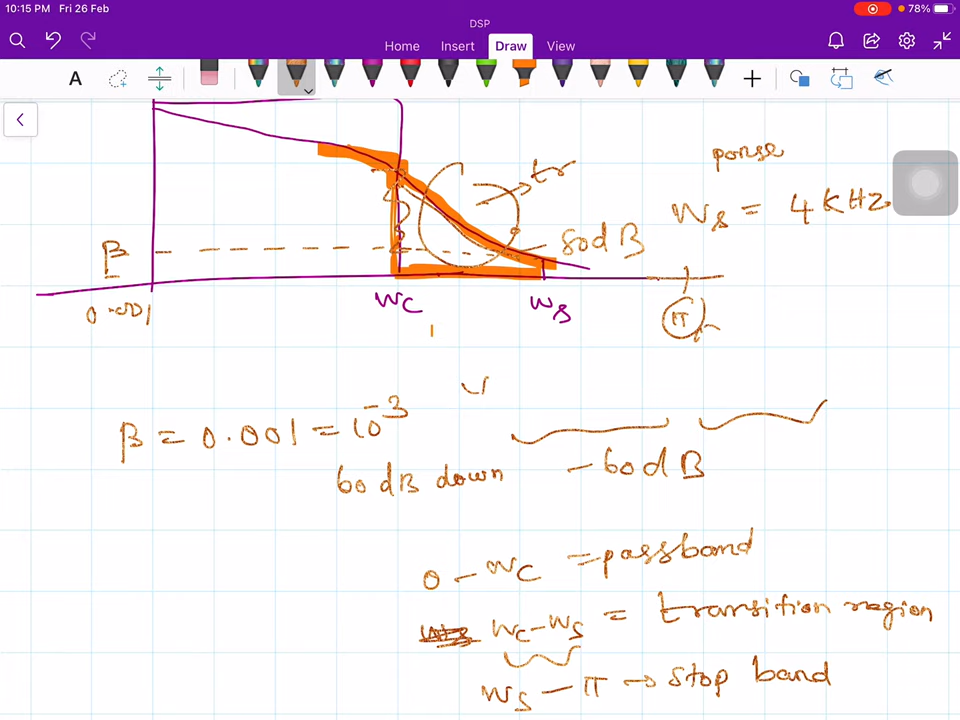 10:15 PM Fri 26 Feb
78%
DSP
Home Insert Draw View
A
ponse
tr
Ws = 4KHz
β
80dB
0.001
Wc
Ws
π
β = 0.001 = 10⁻³
60 dB down
-60dB
0 - Wc = passband
Wc-Ws = transition region
Ws - π → stop band